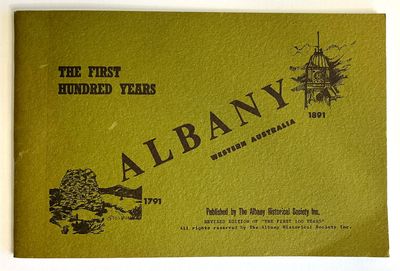 THE FIRST
HUNDRED YEARS
1891
ALBANY
WESTERN AUSTRALIA
1791
Published by The Albany Historical Society Inc.
REVISED EDITION OF "THE FIRST 100 YEARS"
All rights reserved by The Albany Historical Society Inc.